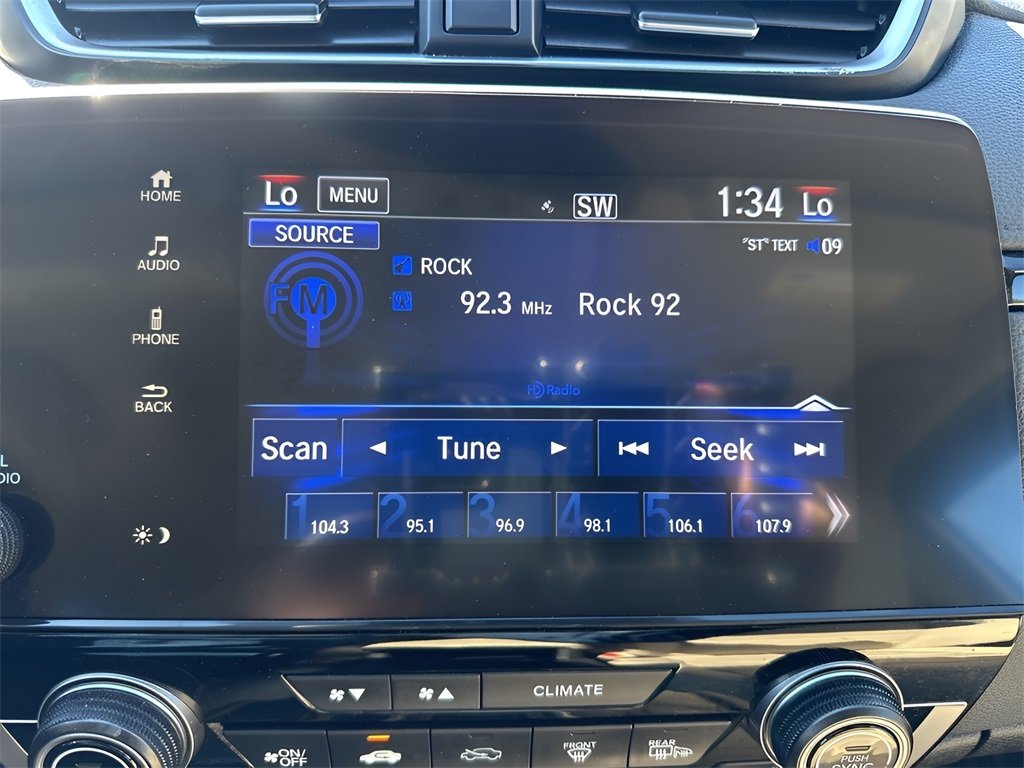 HOME
AUDIO
PHONE
BACK
Lo MENU SW 1:34 Lo
SOURCE "ST" TEXT 09
FM
ROCK
92.3 MHz Rock 92
HD Radio
Scan Tune Seek
1 104.3 2 95.1 3 96.9 4 98.1 5 106.1 6 107.9
CLIMATE
ON/
OFF
FRONT
REAR
PUSH
SYNC